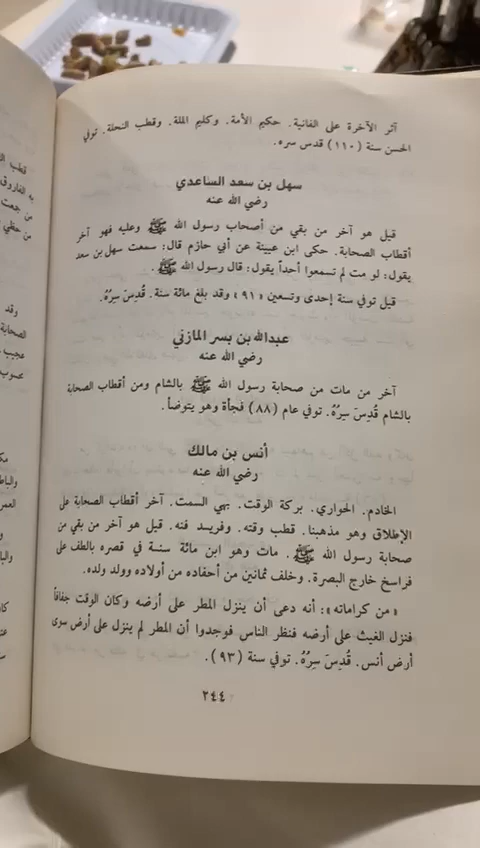 آثر الآخرة على الفانية. حكيم الأمة. وكليم الملة. وقطب النحلة. توفي
الحسن سنة (١١٠) قدس سره.
سهل بن سعد الساعدي
رضي الله عنه
قيل هو آخر من بقي من أصحاب رسول الله ﷺ وعليه فهو آخر
أقطاب الصحابة. حكى ابن عيينة عن أبي حازم قال: سمعت سهل بن سعد
يقول: لو مت لم تسمعوا أحداً يقول: قال رسول الله ﷺ.
قيل توفي سنة إحدى وتسعين «٩١» وقد بلغ مائة سنة. قُدِسَ سِرُهُ.
عبدالله بن بسر المازني
رضي الله عنه
آخر من مات من صحابة رسول الله ﷺ بالشام ومن أقطاب الصحابة
بالشام قُدِسَ سِرُهُ. توفي عام (٨٨) فجأة وهو يتوضأ.
أنس بن مالك
رضي الله عنه
الخادم. الحواري. بركة الوقت. بهي السمت. آخر أقطاب الصحابة على
الإطلاق وهو مذهبنا. قطب وقته. وفريد فنه. قيل هو آخر من بقي من
صحابة رسول الله ﷺ. مات وهو ابن مائة سنة في قصره بالطف على
فراسخ خارج البصرة. وخلف ثمانين من أحفاده من أولاده وولد ولده.
«من كراماته»: أنه دعى أن ينزل المطر على أرضه وكان الوقت جفافاً
فنزل الغيث على أرضه فنظر الناس فوجدوا أن المطر لم ينزل على أرض سوى
أرض أنس. قُدِسَ سِرُهُ. توفي سنة (٩٣).
٢٤٤